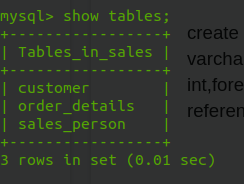 mysql> show tables;
+-----------------+
| Tables_in_sales |
+-----------------+
| customer        |
| order_details   |
| sales_person    |
+-----------------+
3 rows in set (0.01 sec)
create
varcha
int,fore
referen